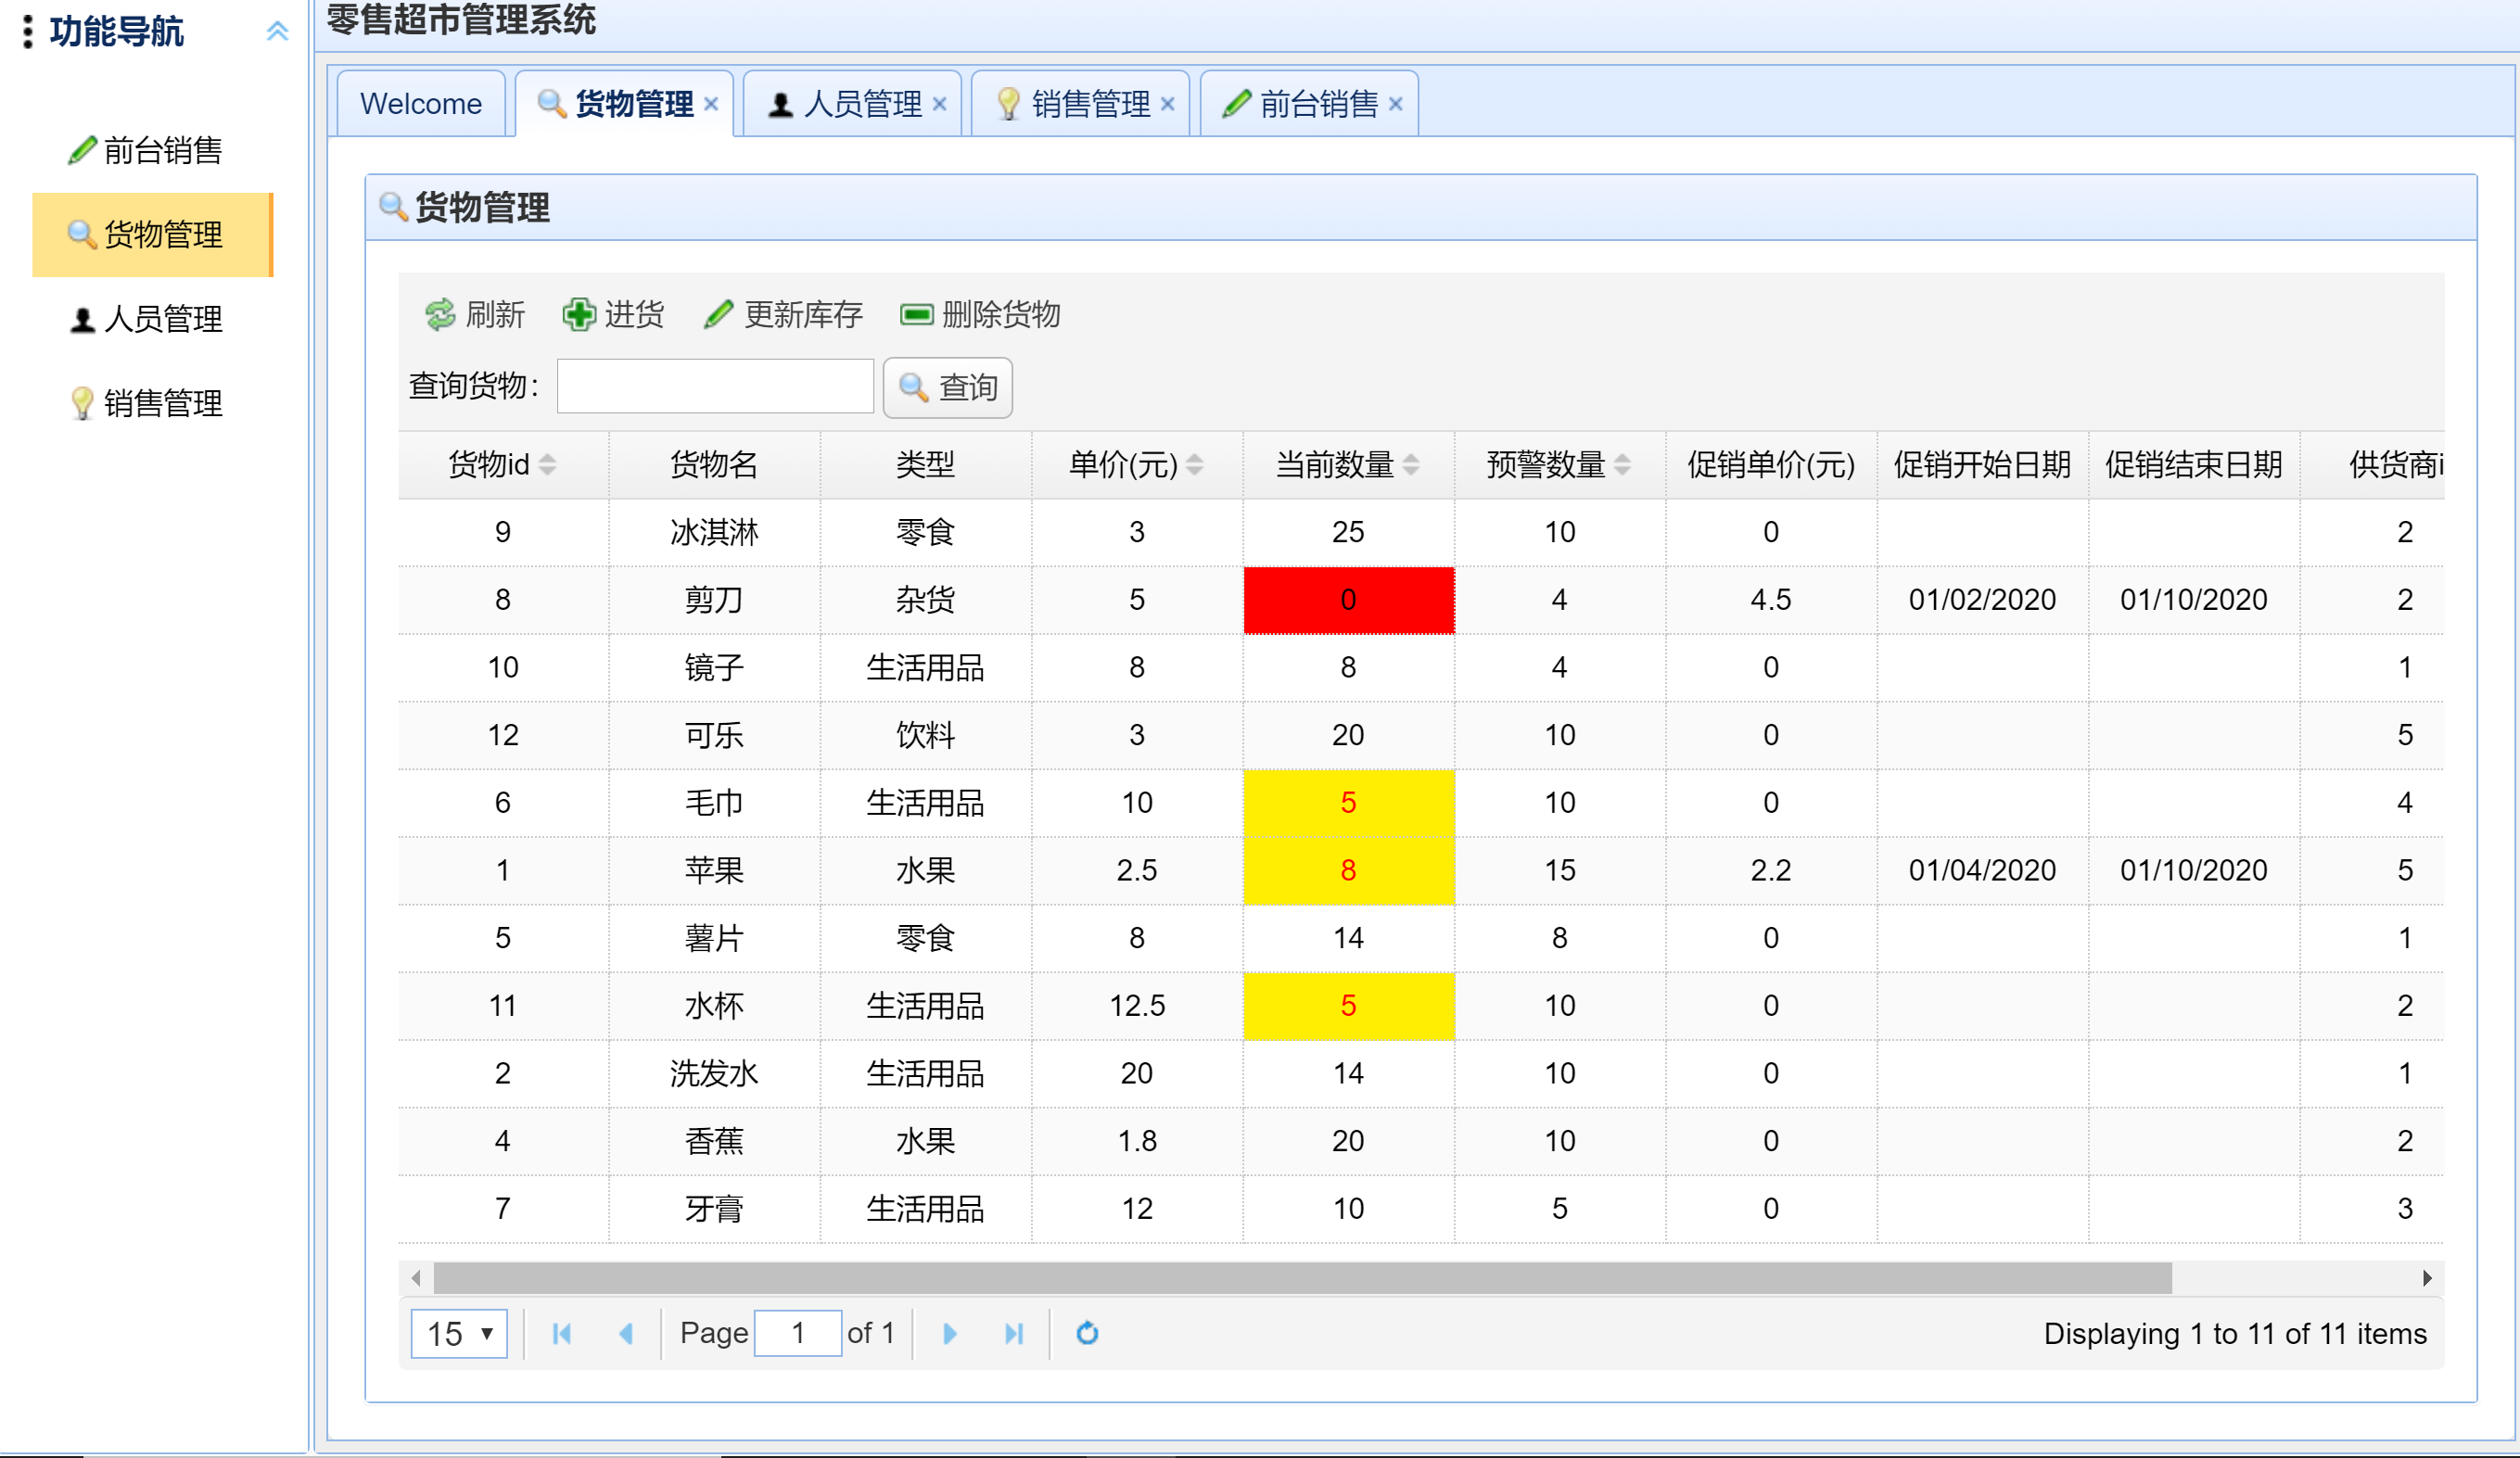 功能导航
前台销售
货物管理
人员管理
销售管理
零售超市管理系统
Welcome 货物管理 人员管理 销售管理 前台销售
货物管理
刷新 进货 更新库存 删除货物
查询货物: 查询
货物id 货物名 类型 单价(元) 当前数量 预警数量 促销单价(元) 促销开始日期 促销结束日期 供货商i
9 冰淇淋 零食 3 25 10 0 2
8 剪刀 杂货 5 0 4 4.5 01/02/2020 01/10/2020 2
10 镜子 生活用品 8 8 4 0 1
12 可乐 饮料 3 20 10 0 5
6 毛巾 生活用品 10 5 10 0 4
1 苹果 水果 2.5 8 15 2.2 01/04/2020 01/10/2020 5
5 薯片 零食 8 14 8 0 1
11 水杯 生活用品 12.5 5 10 0 2
2 洗发水 生活用品 20 14 10 0 1
4 香蕉 水果 1.8 20 10 0 2
7 牙膏 生活用品 12 10 5 0 3
15 Page 1 of 1 Displaying 1 to 11 of 11 items